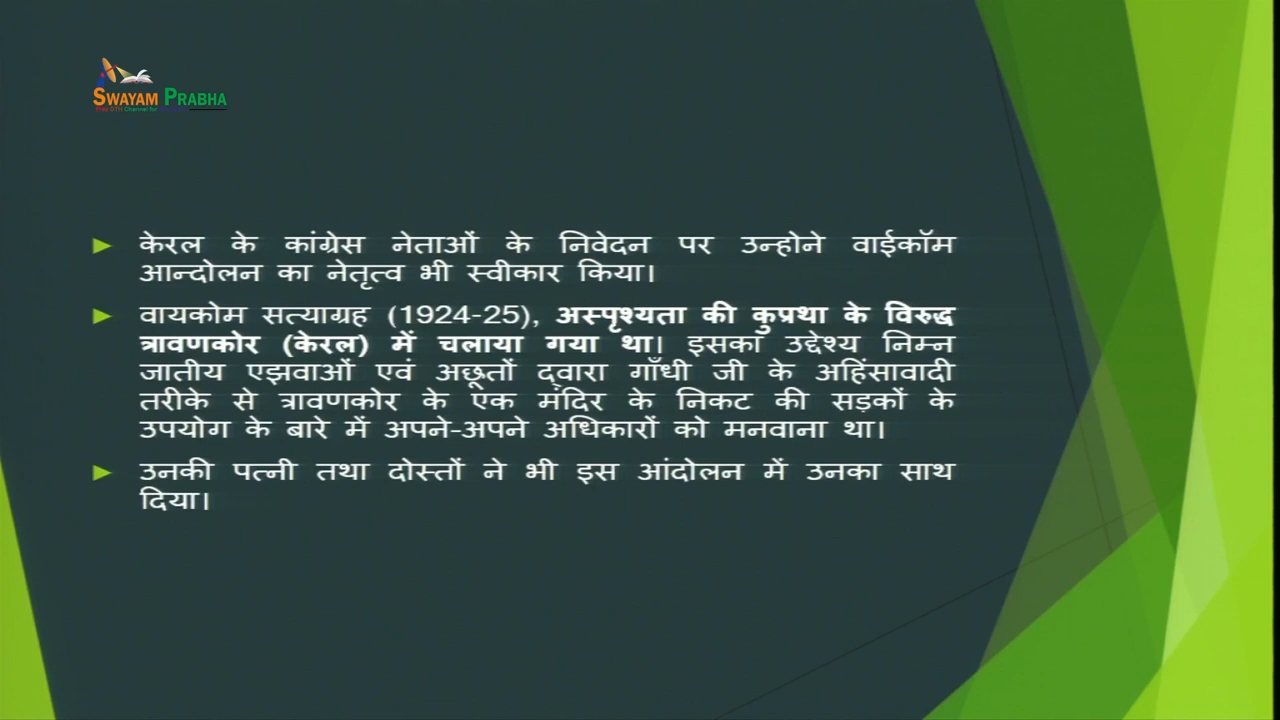 SWAYAM PRABHA
केरल के कांग्रेस नेताओं के निवेदन पर उन्होने वाईकॉम
आन्दोलन का नेतृत्व भी स्वीकार किया।
वायकोम सत्याग्रह (1924-25), अस्पृश्यता की कुप्रथा के विरुद्ध
त्रावणकोर (केरल) में चलाया गया था। इसका उद्देश्य निम्न
जातीय एझवाओं एवं अछूतों द्वारा गाँधी जी के अहिंसावादी
तरीके से त्रावणकोर के एक मंदिर के निकट की सड़कों के
उपयोग के बारे में अपने-अपने अधिकारों को मनवाना था।
उनकी पत्नी तथा दोस्तों ने भी इस आंदोलन में उनका साथ
दिया।